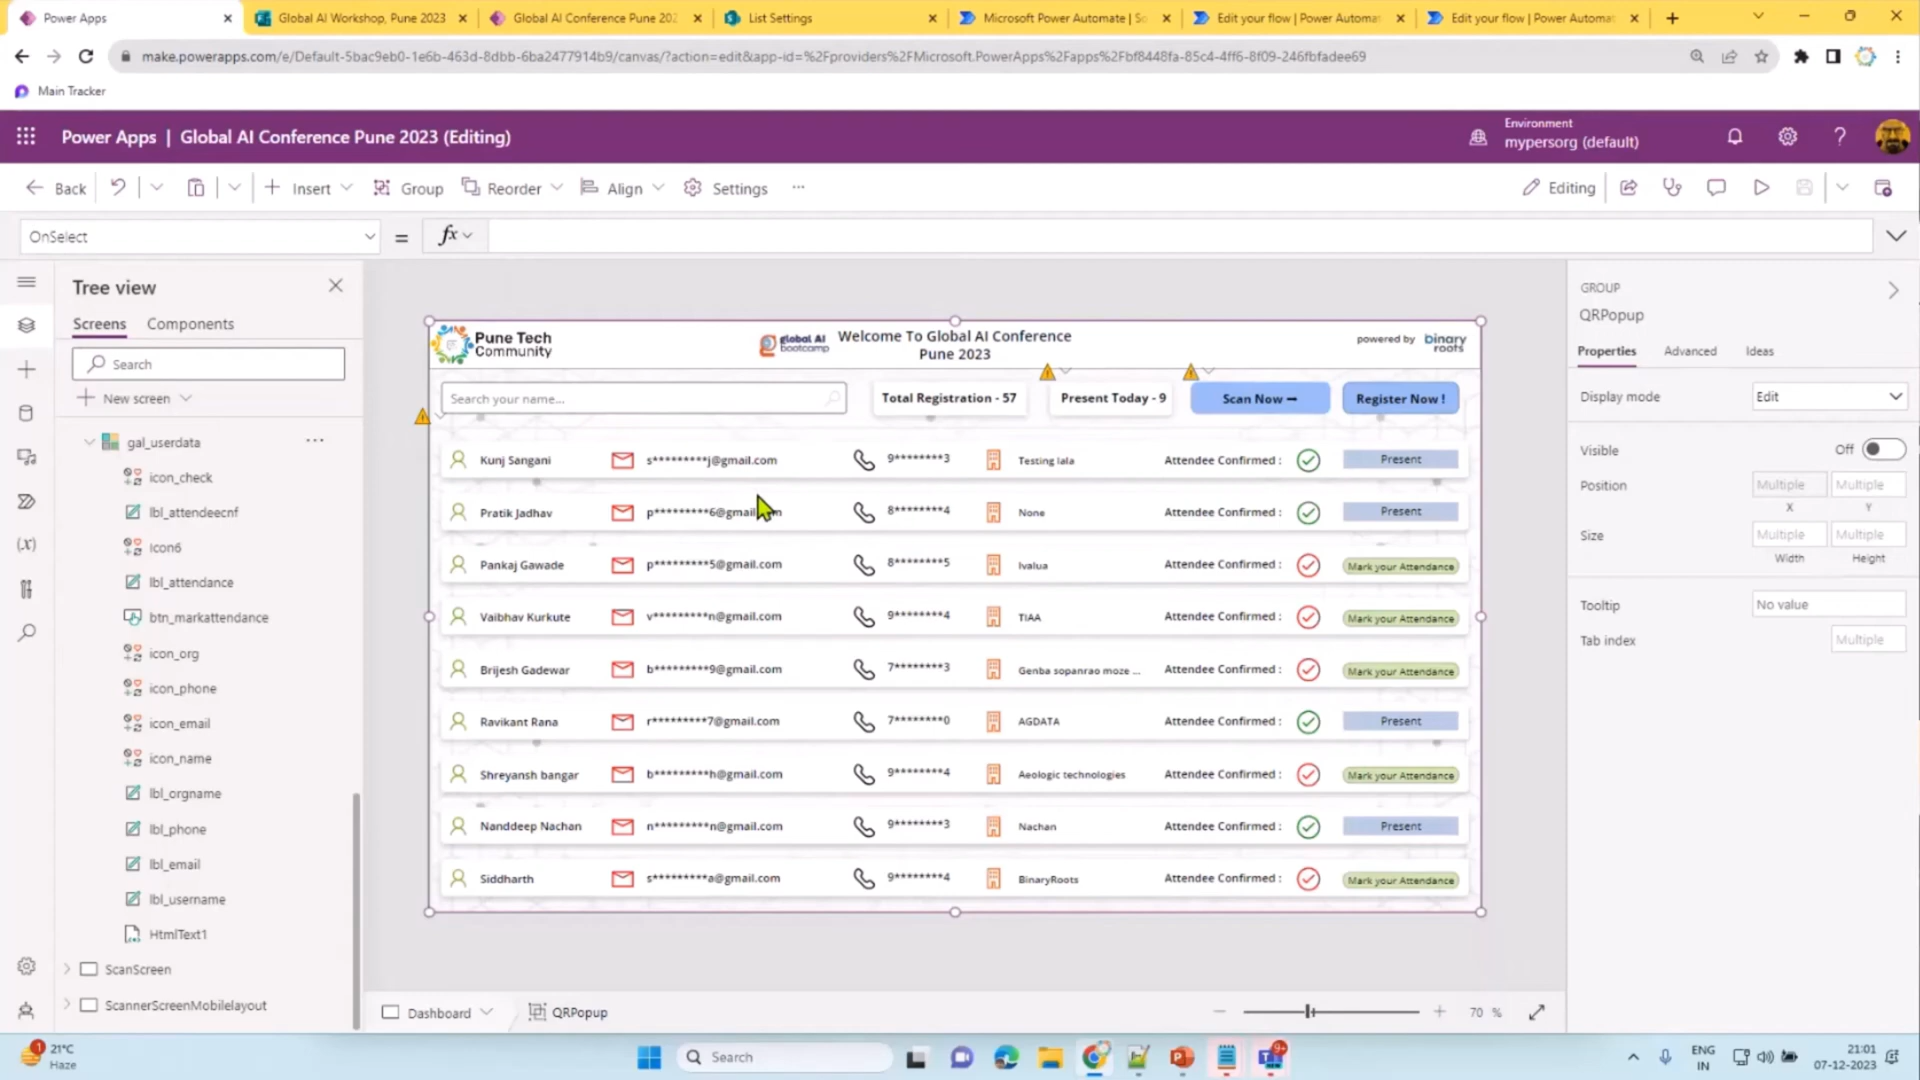 Power Apps
Global AI Workshop, Pune 2023
Global AI Conference Pune 202
List Settings
Microsoft Power Automate | So
Edit your flow | Power Automat
Edit your flow | Power Automat
make.powerapps.com/e/Default-5bac9eb0-1e6b-463d-8dbb-6ba2477914b9/canvas/?action=edit&app-id=%2Fproviders%2FMicrosoft.PowerApps%2Fapps%2Fbf8448fa-85c4-4ff6-8f09-246fbfadee69
Main Tracker
Power Apps | Global AI Conference Pune 2023 (Editing)
Environment
mypersorg (default)
Back
Insert
Group
Reorder
Align
Settings
Editing
OnSelect
=
fx
Tree view
Screens
Components
Search
New screen
gal_userdata
icon_check
lbl_attendeecnf
Icon6
lbl_attendance
btn_markattendance
icon_org
icon_phone
icon_email
icon_name
lbl_orgname
lbl_phone
lbl_email
lbl_username
HtmlText1
ScanScreen
ScannerScreenMobilelayout
Pune Tech
Community
global AI
bootcamp
Welcome To Global AI Conference
Pune 2023
powered by
binary
roots
Search your name...
Total Registration - 57
Present Today - 9
Scan Now
Register Now !
Kunj Sangani s*********j@gmail.com 9********3 Testing lala Attendee Confirmed : Present
Pratik Jadhav p*********6@gmail.com 8********4 None Attendee Confirmed : Present
Pankaj Gawade p*********5@gmail.com 8********5 Ivalua Attendee Confirmed : Mark your Attendance
Vaibhav Kurkute v*********n@gmail.com 9********4 TIAA Attendee Confirmed : Mark your Attendance
Brijesh Gadewar b*********9@gmail.com 7********3 Genba sopanrao moze ... Attendee Confirmed : Mark your Attendance
Ravikant Rana r*********7@gmail.com 7********0 AGDATA Attendee Confirmed : Present
Shreyansh bangar b*********h@gmail.com 9********4 Aeologic technologies Attendee Confirmed : Mark your Attendance
Nanddeep Nachan n*********n@gmail.com 9********3 Nachan Attendee Confirmed : Present
Siddharth s*********a@gmail.com 9********4 BinaryRoots Attendee Confirmed : Mark your Attendance
Dashboard
QRPopup
70 %
GROUP
QRPopup
Properties
Advanced
Ideas
Display mode
Edit
Visible
Off
Position
Multiple
Multiple
X
Y
Size
Multiple
Multiple
Width
Height
Tooltip
No value
Tab index
Multiple
1
21°C
Haze
Search
9+
ENG
IN
21:01
07-12-2023